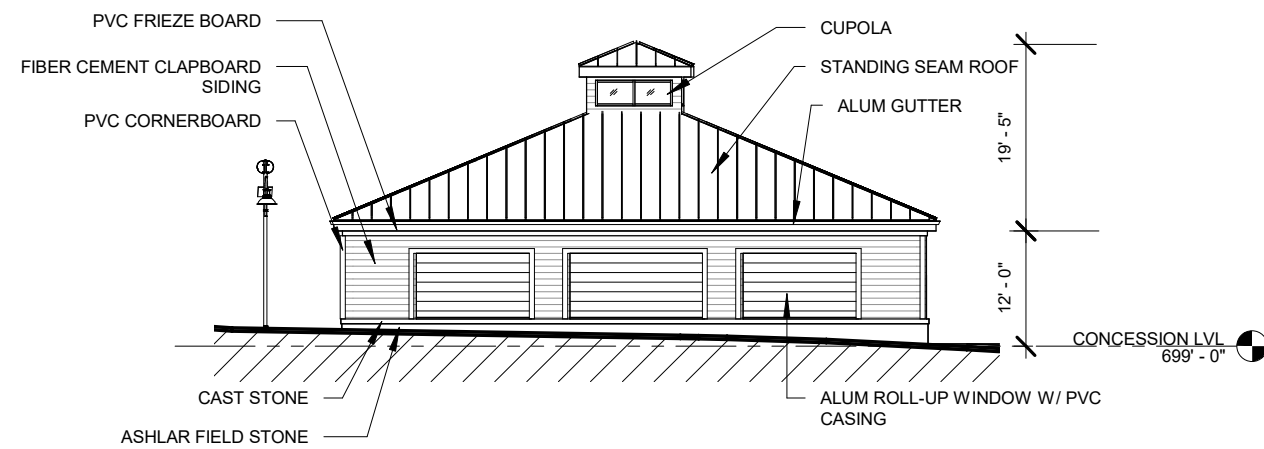 PVC FRIEZE BOARD
FIBER CEMENT CLAPBOARD
SIDING
PVC CORNERBOARD
CUPOLA
STANDING SEAM ROOF
ALUM GUTTER
19' - 5"
12' - 0"
CONCESSION LVL
699' - 0"
CAST STONE
ASHLAR FIELD STONE
ALUM ROLL-UP WINDOW W/ PVC
CASING